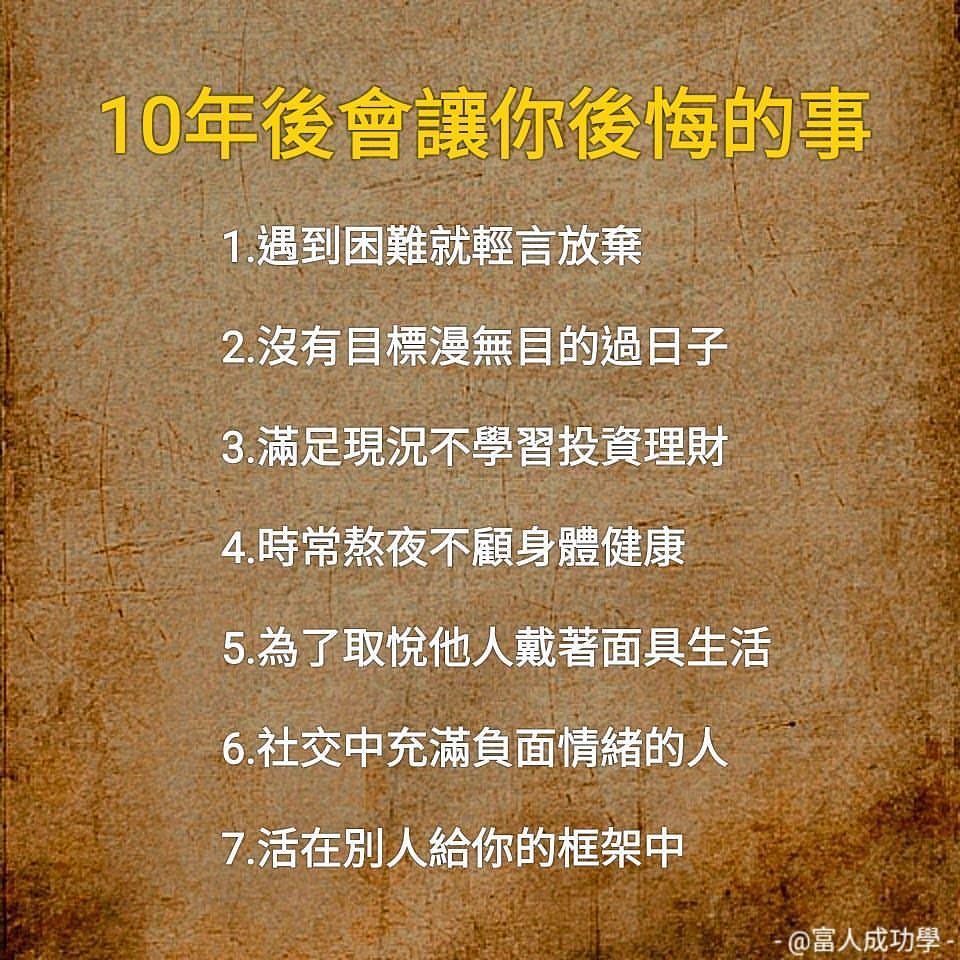 10年後會讓你後悔的事
1.遇到困難就輕言放棄
2.沒有目標漫無目的過日子
3.滿足現況不學習投資理財
4.時常熬夜不顧身體健康
5.為了取悅他人戴著面具生活
6.社交中充滿負面情緒的人
7.活在別人給你的框架中
- @富人成功學 -